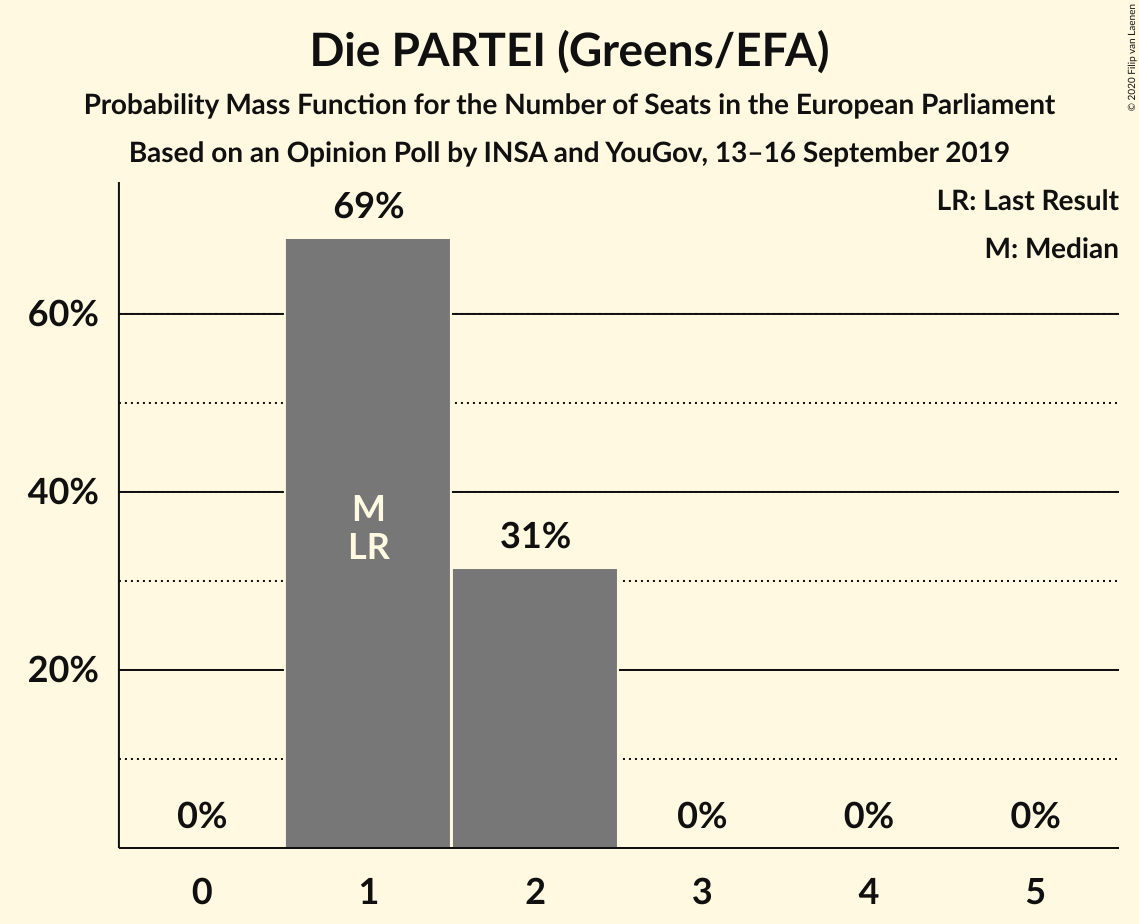 Die PARTEI (Greens/EFA)
Probability Mass Function for the Number of Seats in the European Parliament
Based on an Opinion Poll by INSA and YouGov, 13–16 September 2019
© 2020 Filip van Laenen
LR: Last Result
M: Median
69%
60%
40%
M
LR
31%
20%
0%
0%
0%
0%
0
1
2
3
4
5